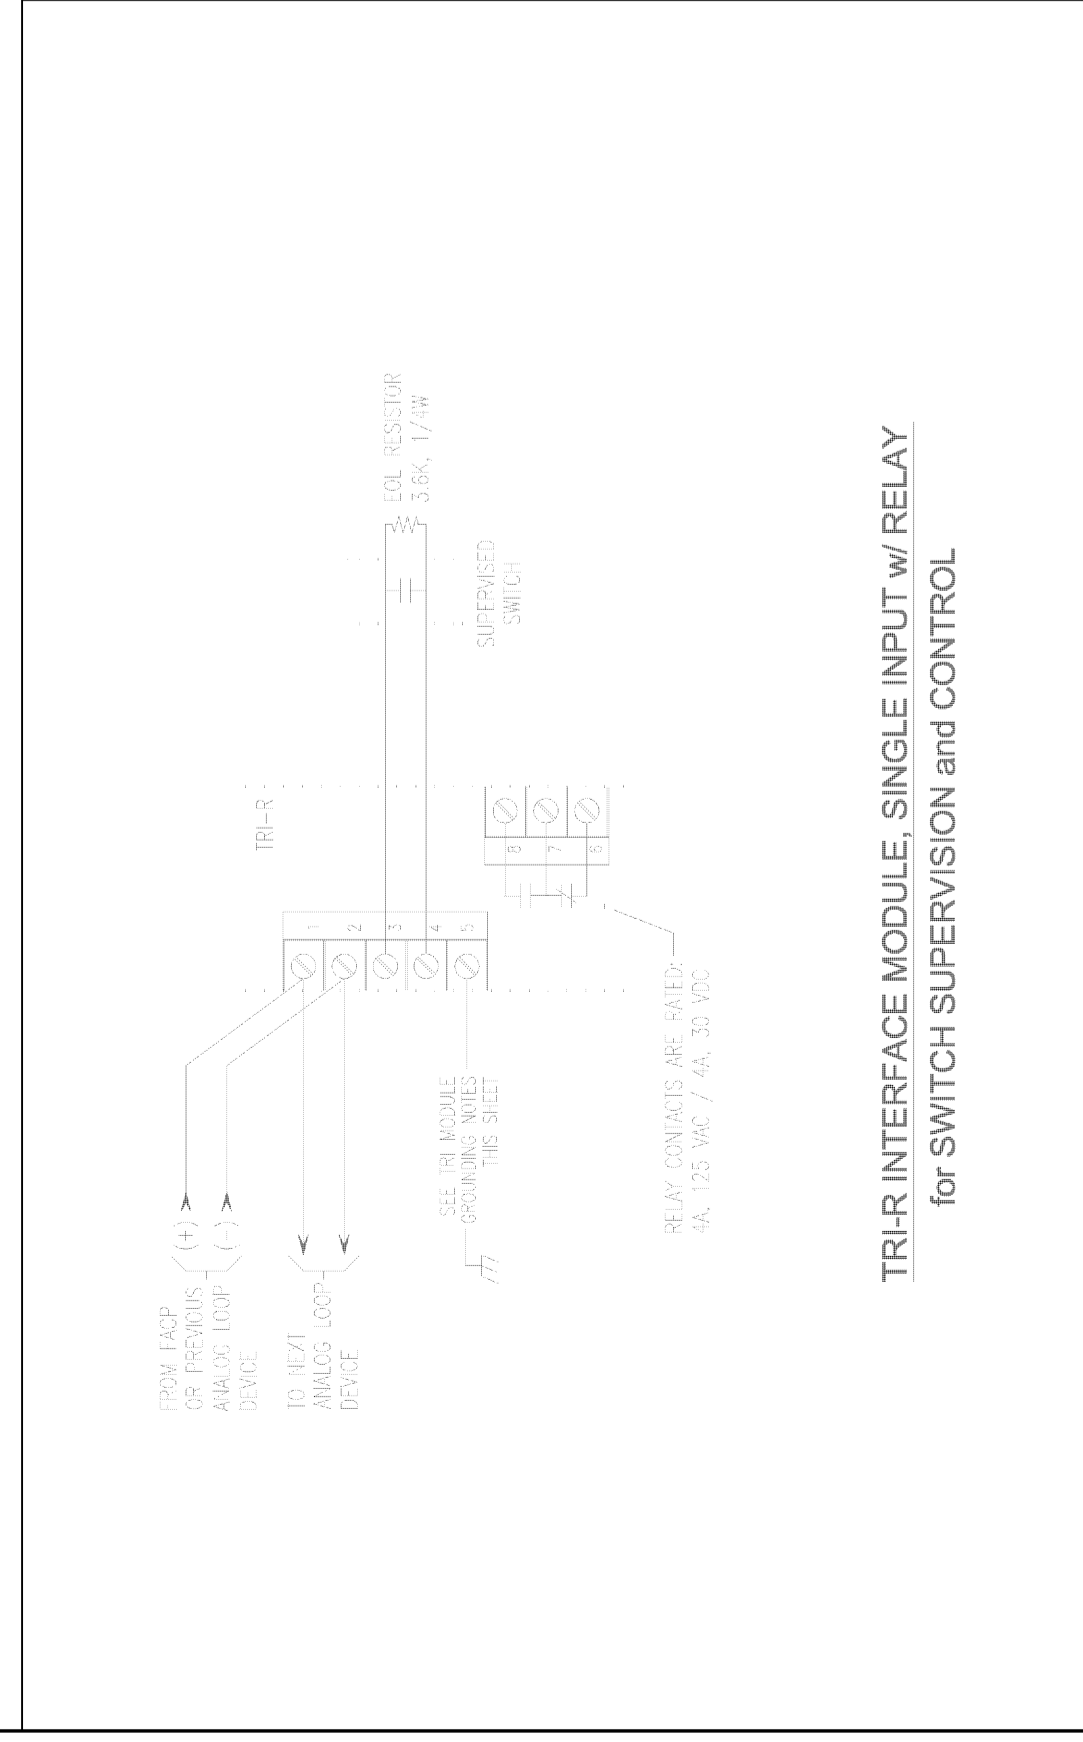 FROM FACP
OR PREVIOUS
ANALOG LOOP
DEVICE
(+)
(-)
TO NEXT
ANALOG LOOP
DEVICE
TRI-R
1
2
3
4
5
EOL RESISTOR
3.6K, 1/4W
SUPERVISED
SWITCH
8
7
6
SEE TRI MODULE
GROUNDING NOTES
THIS SHEET
RELAY CONTACTS ARE RATED:
4A, 125 VAC / 4A, 30 VDC
TRI-R INTERFACE MODULE, SINGLE INPUT W/ RELAY
for SWITCH SUPERVISION and CONTROL